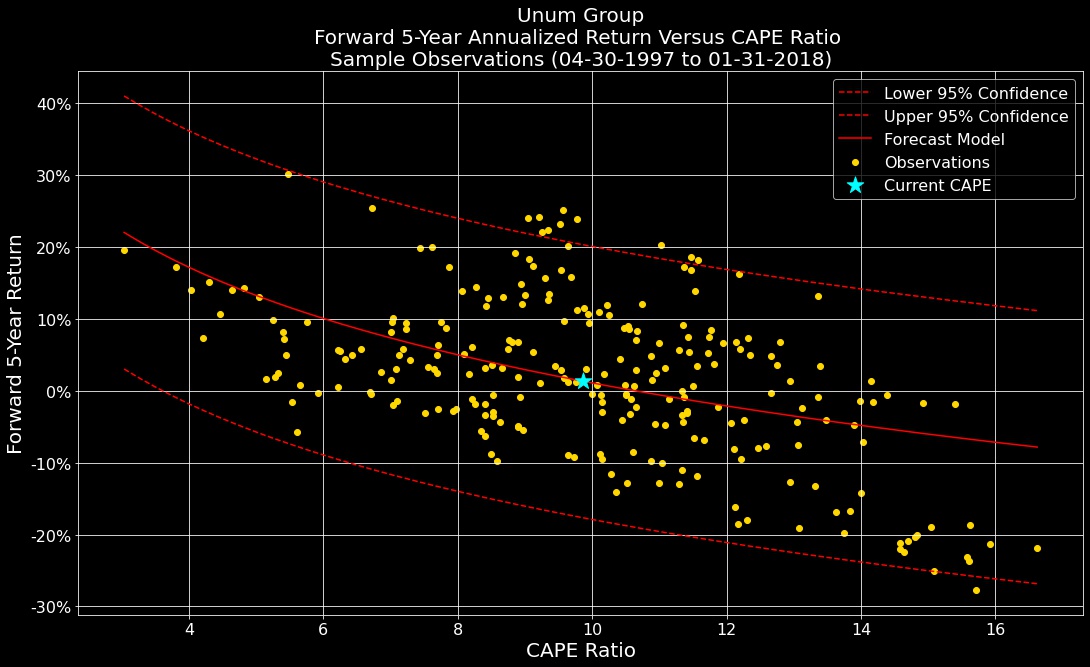 Unum Group
Forward 5-Year Annualized Return Versus CAPE Ratio
Sample Observations (04-30-1997 to 01-31-2018)
Lower 95% Confidence
Upper 95% Confidence
Forecast Model
Observations
Current CAPE
Forward 5-Year Return
40%
30%
20%
10%
0%
-10%
-20%
-30%
4 6 8 10 12 14 16
CAPE Ratio